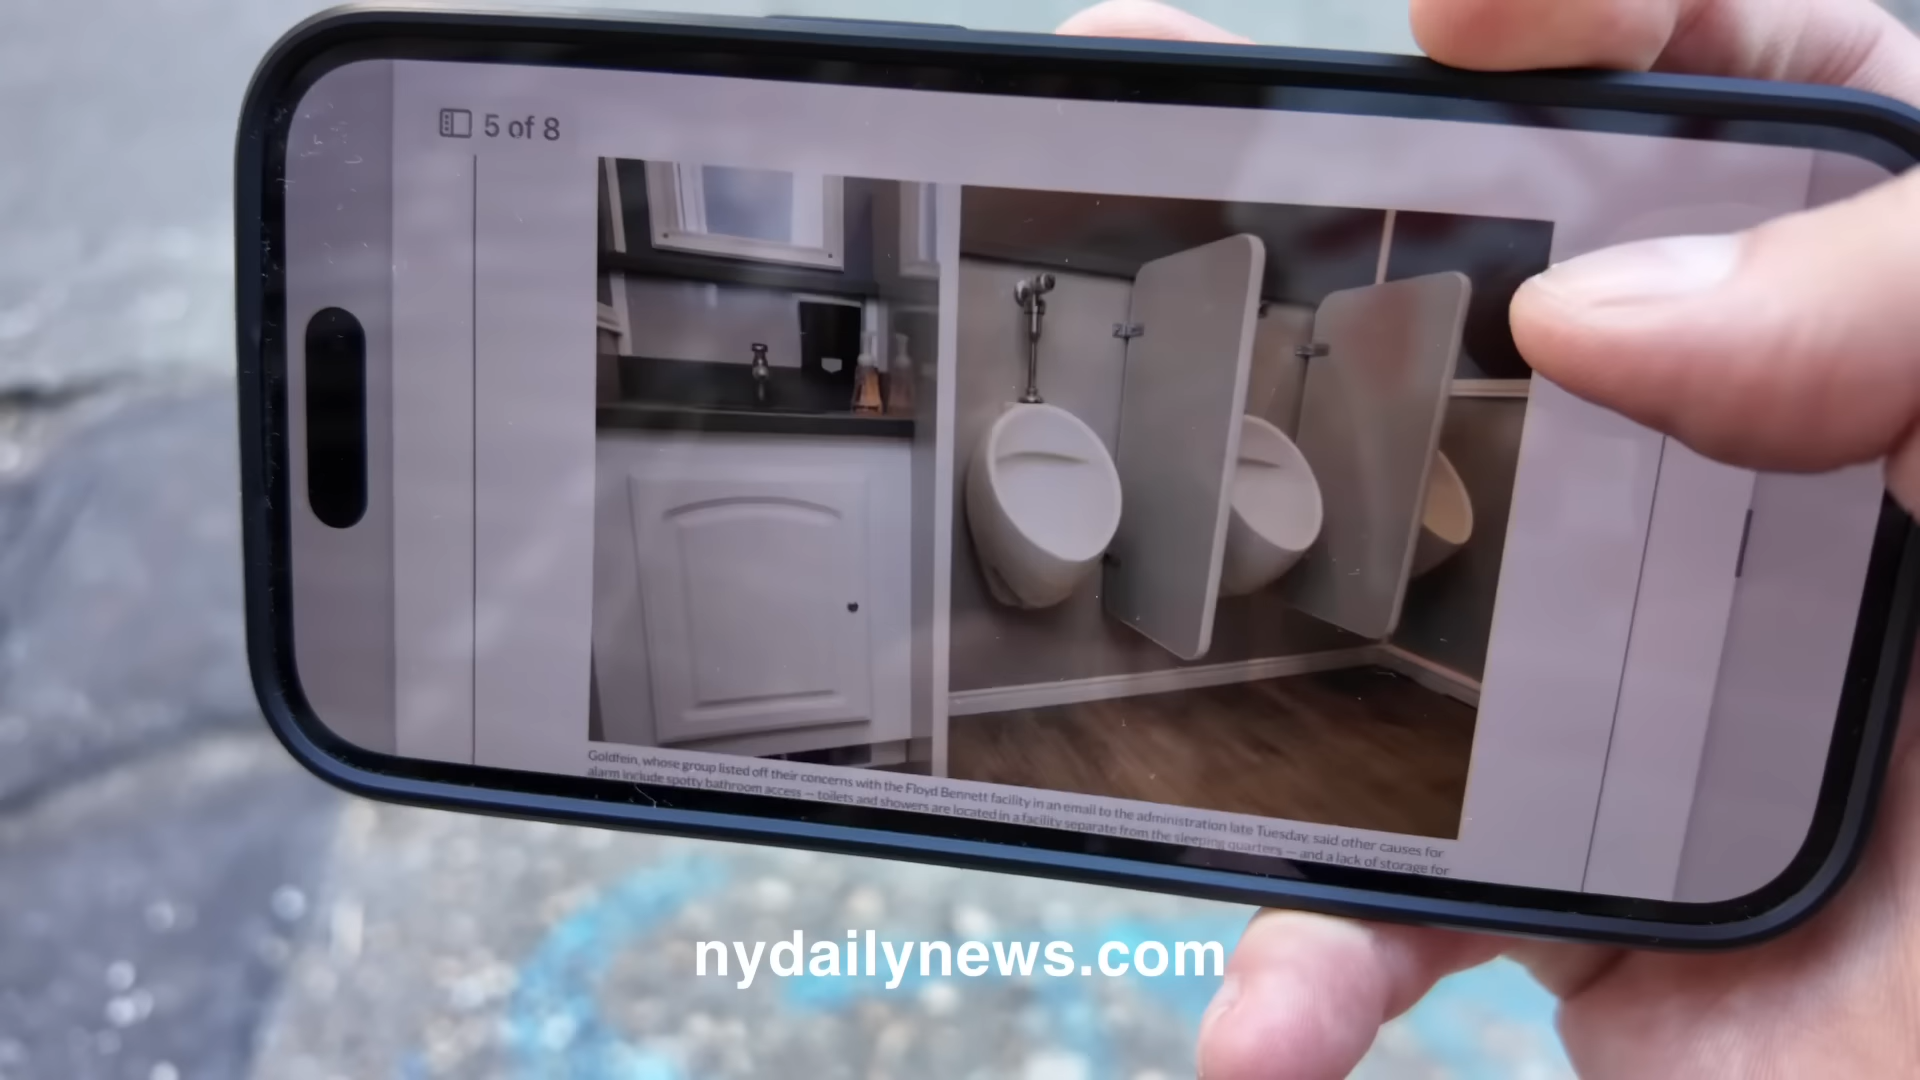 5 of 8
Goldfein, whose group listed off their concerns with the Floyd Bennett facility in an email to the administration late Tuesday, said other causes for
alarm include spotty bathroom access — toilets and showers are located in a facility separate from the sleeping quarters — and a lack of storage for
nydailynews.com